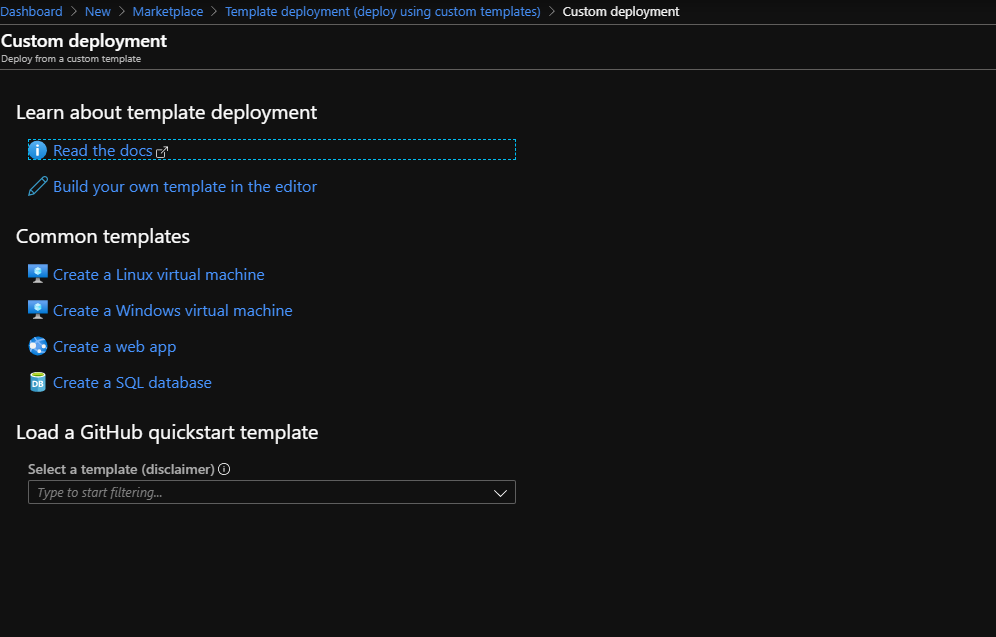 Dashboard > New > Marketplace > Template deployment (deploy using custom templates) > Custom deployment
Custom deployment
Deploy from a custom template
Learn about template deployment
Read the docs
Build your own template in the editor
Common templates
Create a Linux virtual machine
Create a Windows virtual machine
Create a web app
DB Create a SQL database
Load a GitHub quickstart template
Select a template (disclaimer)
Type to start filtering...